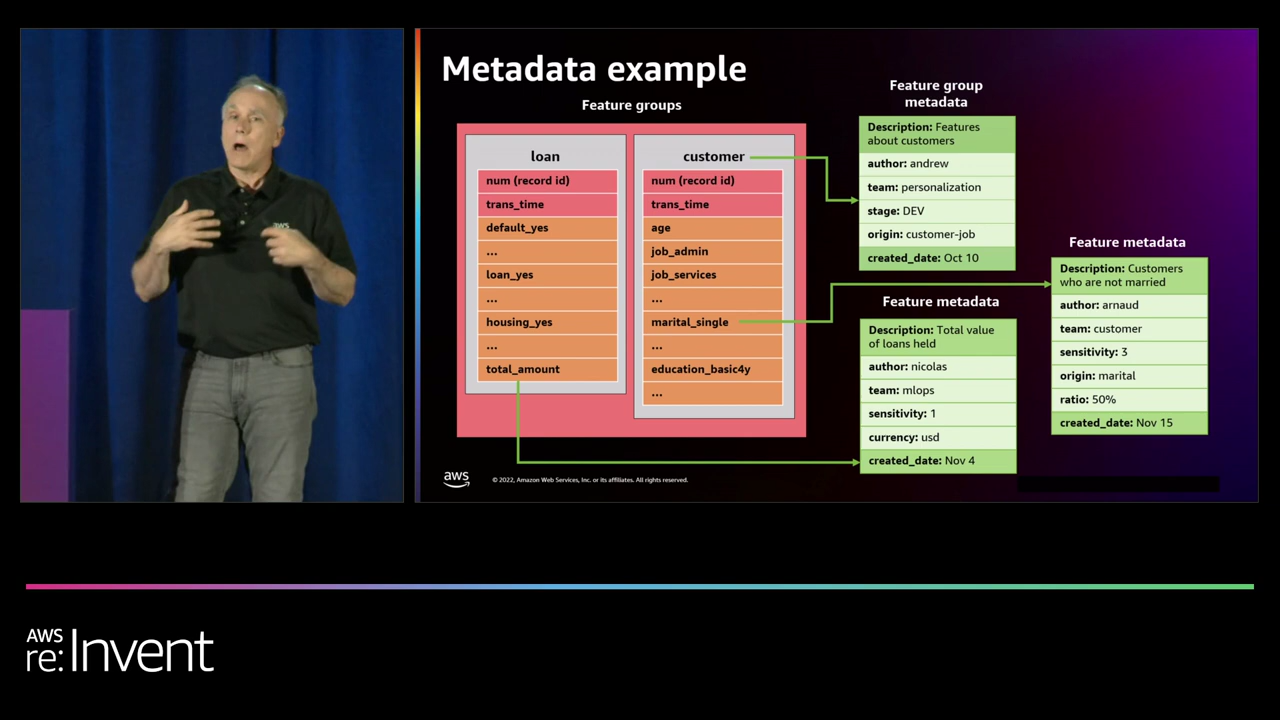 aws
Metadata example
Feature groups
loan
num (record id)
trans_time
default_yes
...
loan_yes
...
housing_yes
...
total_amount
customer
num (record id)
trans_time
age
job_admin
job_services
...
marital_single
...
education_basic4y
...
Feature group
metadata
Description: Features
about customers
author: andrew
team: personalization
stage: DEV
origin: customer-job
created_date: Oct 10
Feature metadata
Description: Total value
of loans held
author: nicolas
team: mlops
sensitivity: 1
currency: usd
created_date: Nov 4
Feature metadata
Description: Customers
who are not married
author: arnaud
team: customer
sensitivity: 3
origin: marital
ratio: 50%
created_date: Nov 15
aws
© 2022, Amazon Web Services, Inc. or its affiliates. All rights reserved.
AWS
re:Invent